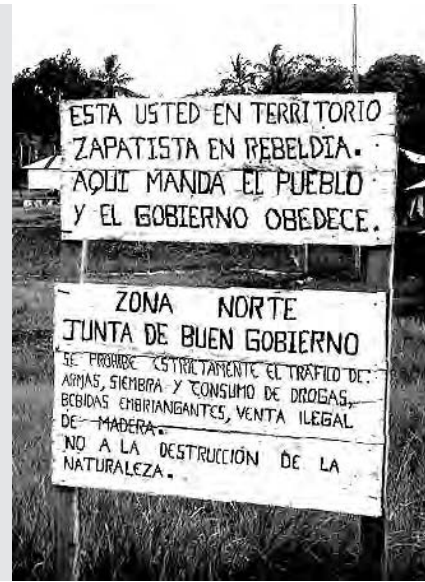 ESTA USTED EN TERRITORIO
ZAPATISTA EN REBELDIA.
AQUI MANDA EL PUEBLO
Y EL GOBIERNO OBEDECE.
ZONA NORTE
JUNTA DE BUEN GOBIERNO
SE PROHIBE ESTRICTAMENTE EL TRAFICO DE
ARMAS, SIEMBRA Y CONSUMO DE DROGAS,
BEBIDAS EMBRIANGANTES, VENTA ILEGAL
DE MADERA.
NO A LA DESTRUCCIÓN DE LA
NATURALEZA.